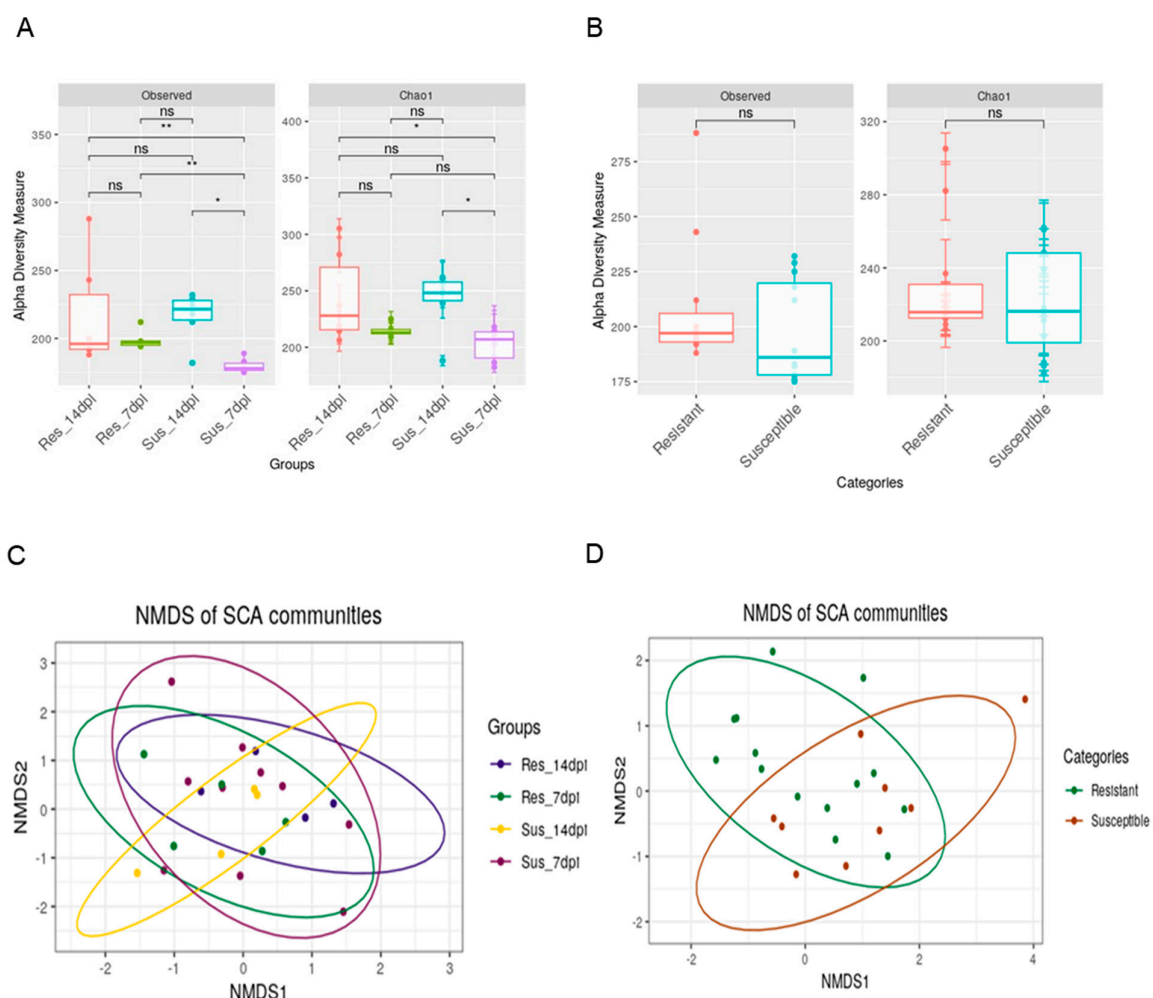 A
B
Observed
Chao1
Alpha Diversity Measure
350
300
250
200
400
350
300
250
200
ns
**
ns
**
ns
*
ns
*
ns
ns
ns
*
Res_14dpi
Res_7dpi
Sus_14dpi
Sus_7dpi
Res_14dpi
Res_7dpi
Sus_14dpi
Sus_7dpi
Groups
Observed
Chao1
Alpha Diversity Measure
275
250
225
200
175
320
280
240
200
ns
ns
Resistant
Susceptible
Resistant
Susceptible
Categories
C
D
NMDS of SCA communities
NMDS2
3
2
1
0
-1
-2
-2
-1
0
1
2
3
NMDS1
Groups
Res_14dpi
Res_7dpi
Sus_14dpi
Sus_7dpi
NMDS of SCA communities
NMDS2
2
1
0
-1
-2
-2
0
2
4
NMDS1
Categories
Resistant
Susceptible